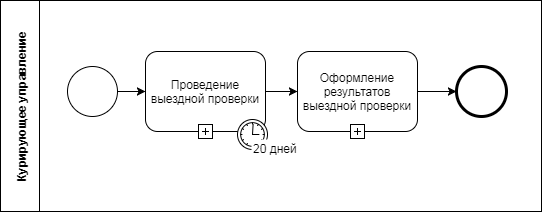 Курирующее управление
Проведение
выездной проверки
20 дней
Оформление
результатов
выездной проверки